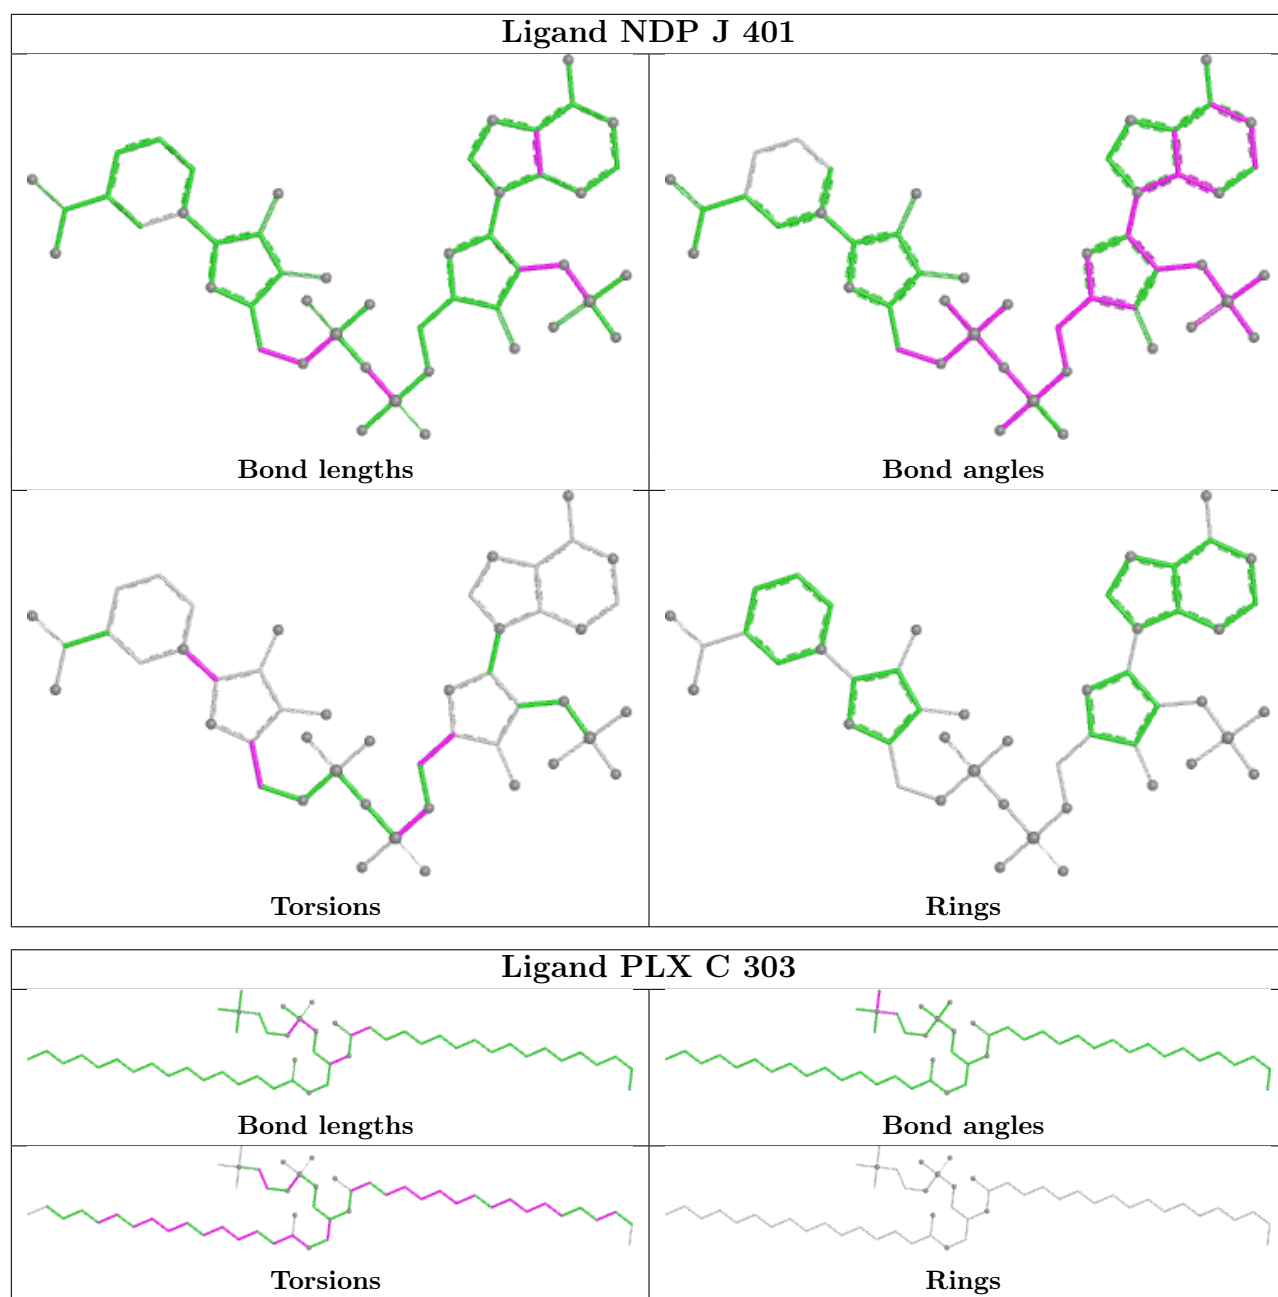 Ligand NDP J 401
Bond lengths
Bond angles
Torsions
Rings
Ligand PLX C 303
Bond lengths
Bond angles
Torsions
Rings